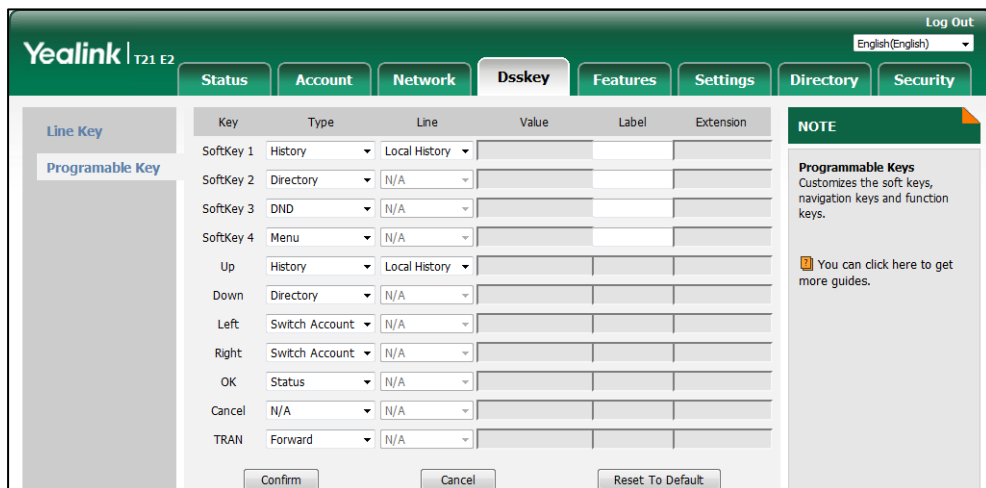 Log Out
Yealink T21 E2
English(English)
Status Account Network Dsskey Features Settings Directory Security
Line Key
Programable Key
Key Type Line Value Label Extension
SoftKey 1 History Local History
SoftKey 2 Directory N/A
SoftKey 3 DND N/A
SoftKey 4 Menu N/A
Up History Local History
Down Directory N/A
Left Switch Account N/A
Right Switch Account N/A
OK Status N/A
Cancel N/A N/A
TRAN Forward N/A
Confirm Cancel Reset To Default
NOTE
Programmable Keys
Customizes the soft keys,
navigation keys and function
keys.
You can click here to get
more guides.